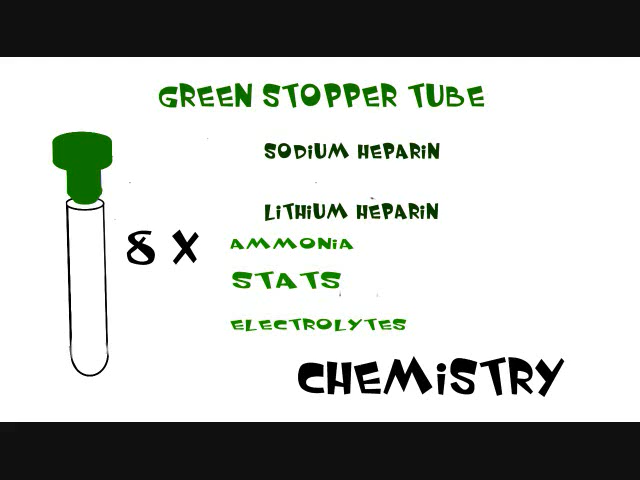 GREEN STOPPER TUBE
SODiUM HEPARiN
LiTHiUM HEPARiN
8 X
AMMONiA
STATS
ELECTROLYTES
CHEMiSTRY